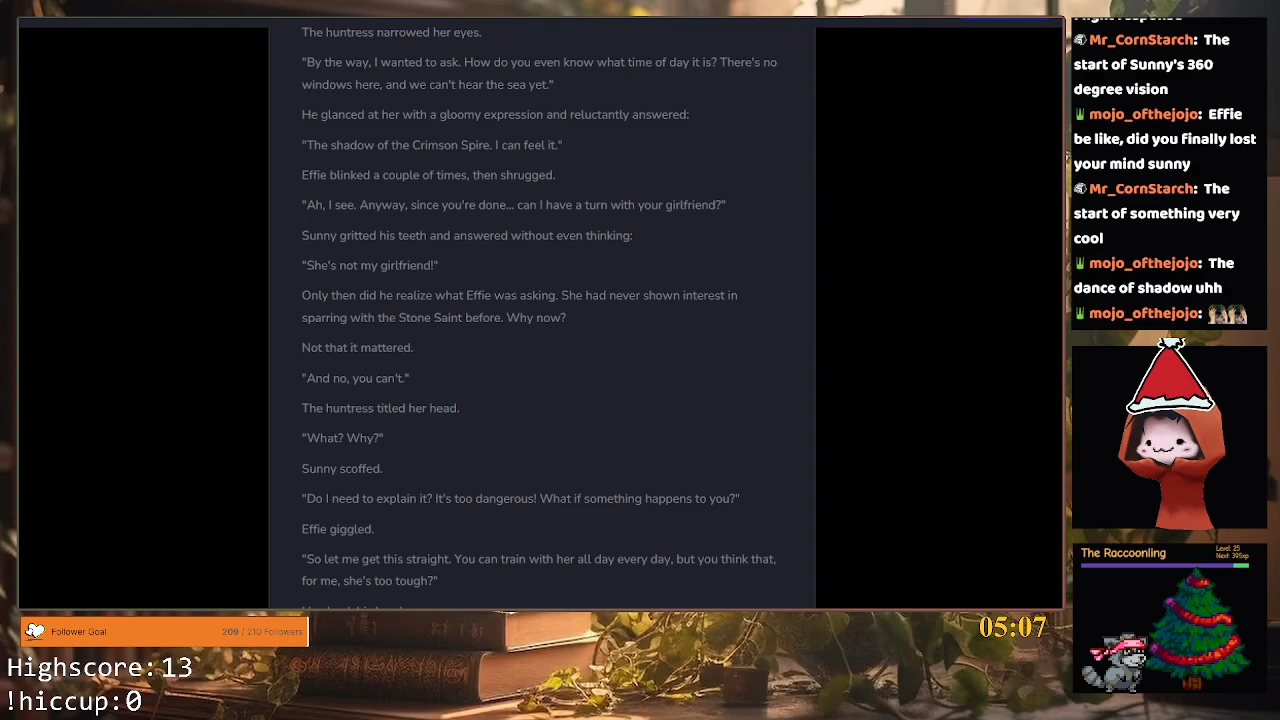 The huntress narrowed her eyes.
"By the way, I wanted to ask. How do you even know what time of day it is? There's no
windows here, and we can't hear the sea yet."
He glanced at her with a gloomy expression and reluctantly answered:
"The shadow of the Crimson Spire. I can feel it."
Effie blinked a couple of times, then shrugged.
"Ah, I see. Anyway, since you're done... can I have a turn with your girlfriend?"
Sunny gritted his teeth and answered without even thinking:
"She's not my girlfriend!"
Only then did he realize what Effie was asking. She had never shown interest in
sparring with the Stone Saint before. Why now?
Not that it mattered.
"And no, you can't."
The huntress titled her head.
"What? Why?"
Sunny scoffed.
"Do I need to explain it? It's too dangerous! What if something happens to you?"
Effie giggled.
"So let me get this straight. You can train with her all day every day, but you think that,
for me, she's too tough?"
Mr_CornStarch: The
start of Sunny's 360
degree vision
mojo_ofthejojo: Effie
be like, did you finally lost
your mind sunny
Mr_CornStarch: The
start of something very
cool
mojo_ofthejojo: The
dance of shadow uhh
mojo_ofthejojo:
The Raccoonling
Level: 25
Next: 395xp
Follower Goal
209 / 210 Followers
05:07
Highscore:13
!hiccup:0